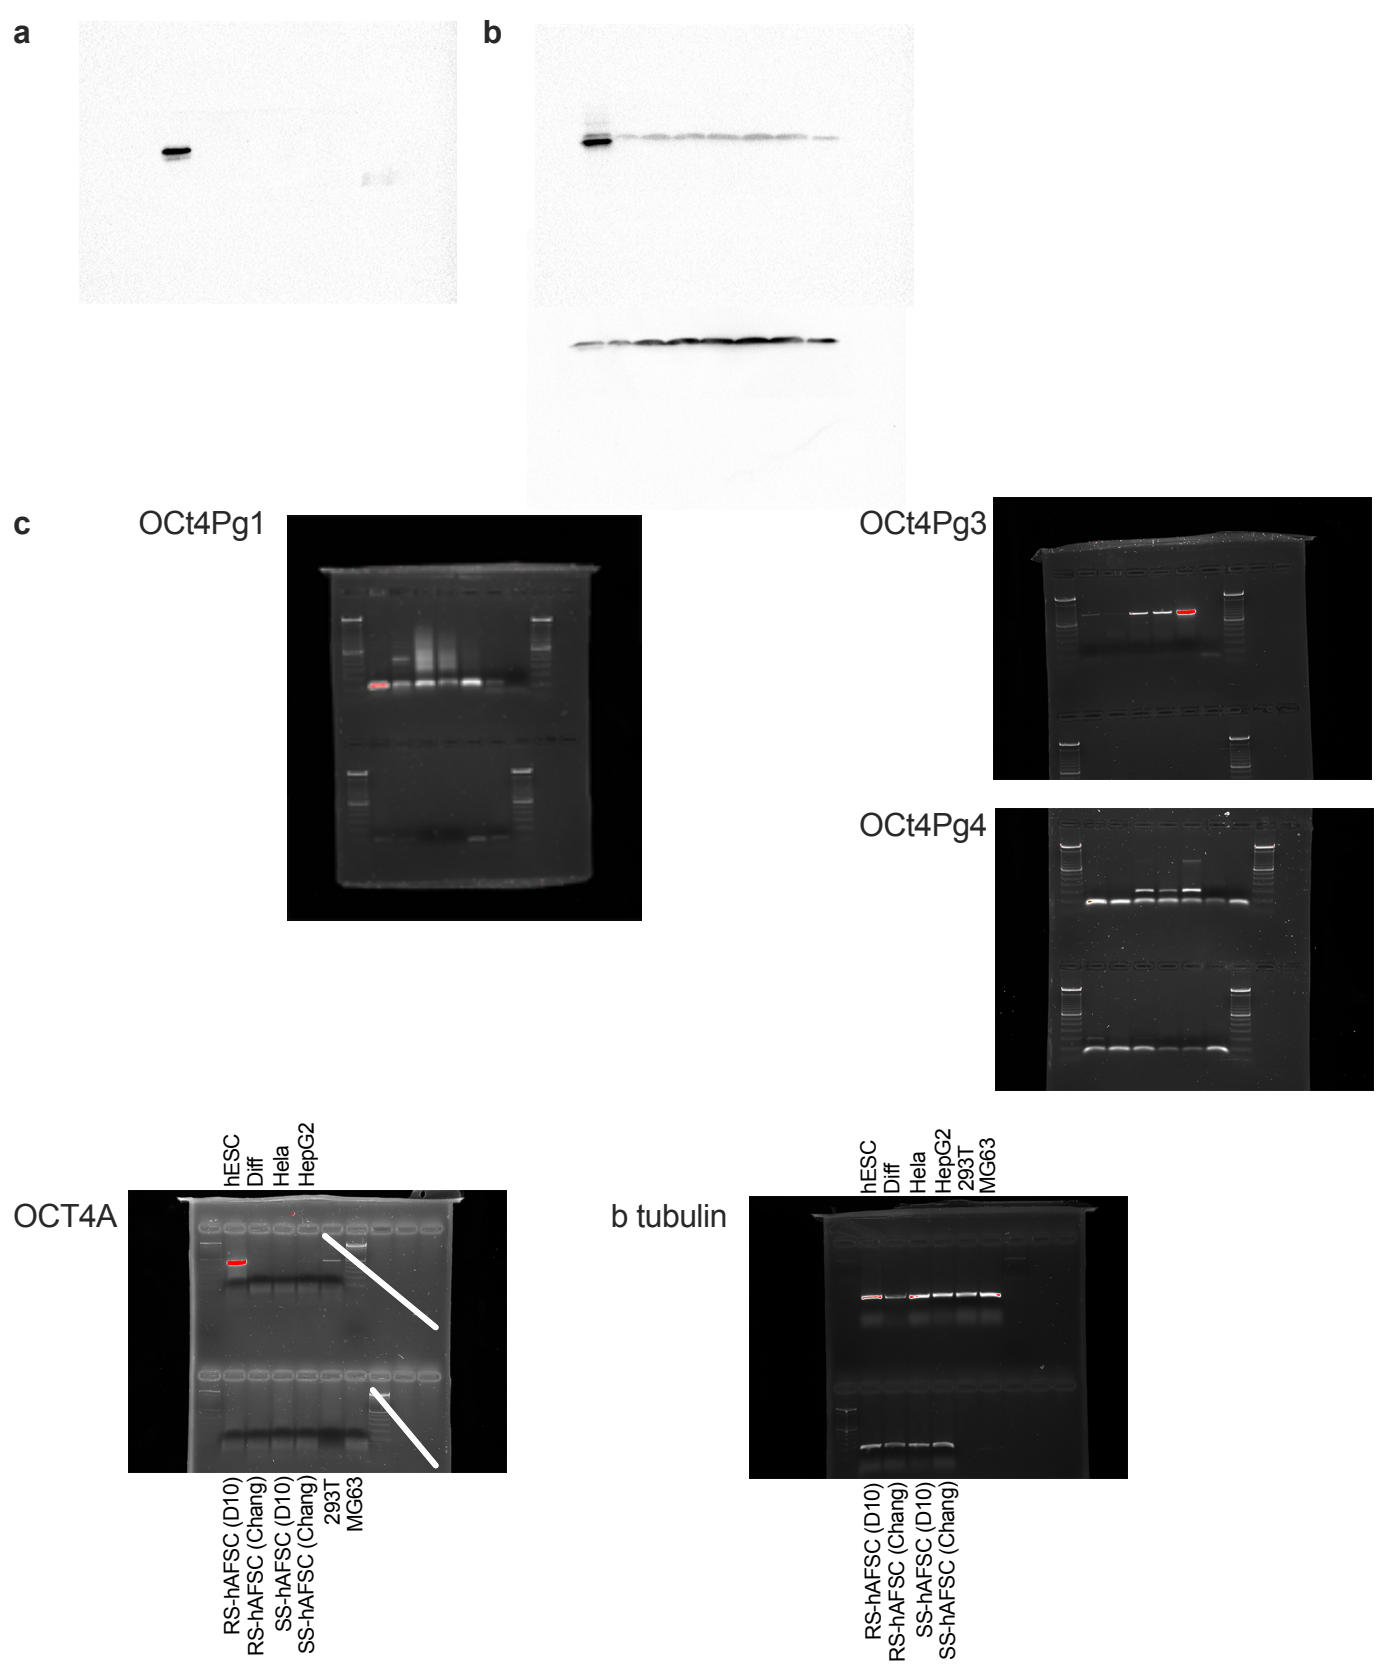 a
b
c
OCt4Pg1
OCt4Pg3
OCt4Pg4
hESC
Diff
Hela
HepG2
OCT4A
RS-hAFSC (D10)
RS-hAFSC (Chang)
SS-hAFSC (D10)
SS-hAFSC (Chang)
293T
MG63
hESC
Diff
Hela
HepG2
293T
MG63
b tubulin
RS-hAFSC (D10)
RS-hAFSC (Chang)
SS-hAFSC (D10)
SS-hAFSC (Chang)